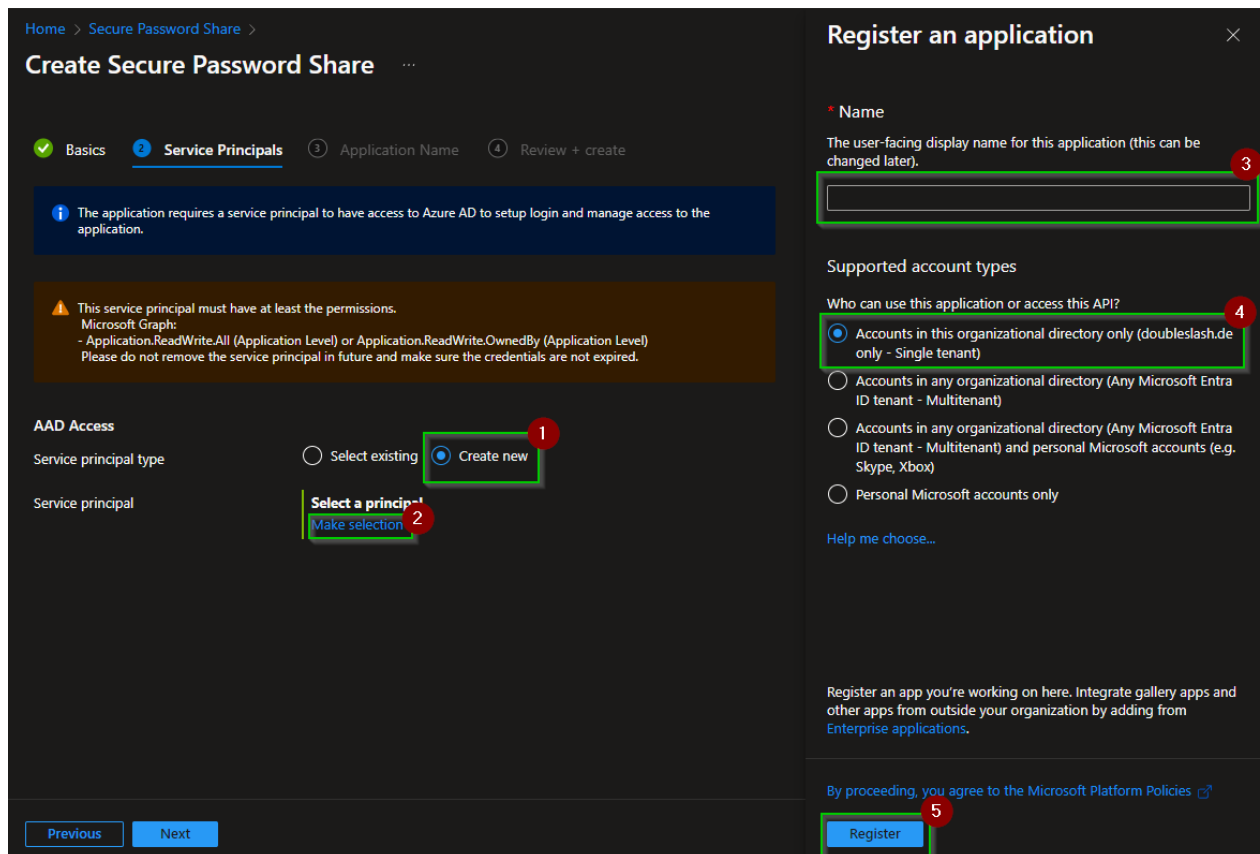 Home > Secure Password Share >
Create Secure Password Share ...
Basics
2 Service Principals
3 Application Name
4 Review + create
The application requires a service principal to have access to Azure AD to setup login and manage access to the
application.
This service principal must have at least the permissions.
Microsoft Graph:
- Application.ReadWrite.All (Application Level) or Application.ReadWrite.OwnedBy (Application Level)
Please do not remove the service principal in future and make sure the credentials are not expired.
AAD Access
1
Service principal type
Select existing
Create new
Service principal
Select a principal
Make selection
2
Previous
Next
Register an application
* Name
The user-facing display name for this application (this can be
changed later).
3
Supported account types
Who can use this application or access this API?
4
Accounts in this organizational directory only (doubleslash.de
only - Single tenant)
Accounts in any organizational directory (Any Microsoft Entra
ID tenant - Multitenant)
Accounts in any organizational directory (Any Microsoft Entra
ID tenant - Multitenant) and personal Microsoft accounts (e.g.
Skype, Xbox)
Personal Microsoft accounts only
Help me choose...
Register an app you're working on here. Integrate gallery apps and
other apps from outside your organization by adding from
Enterprise applications.
By proceeding, you agree to the Microsoft Platform Policies
5
Register